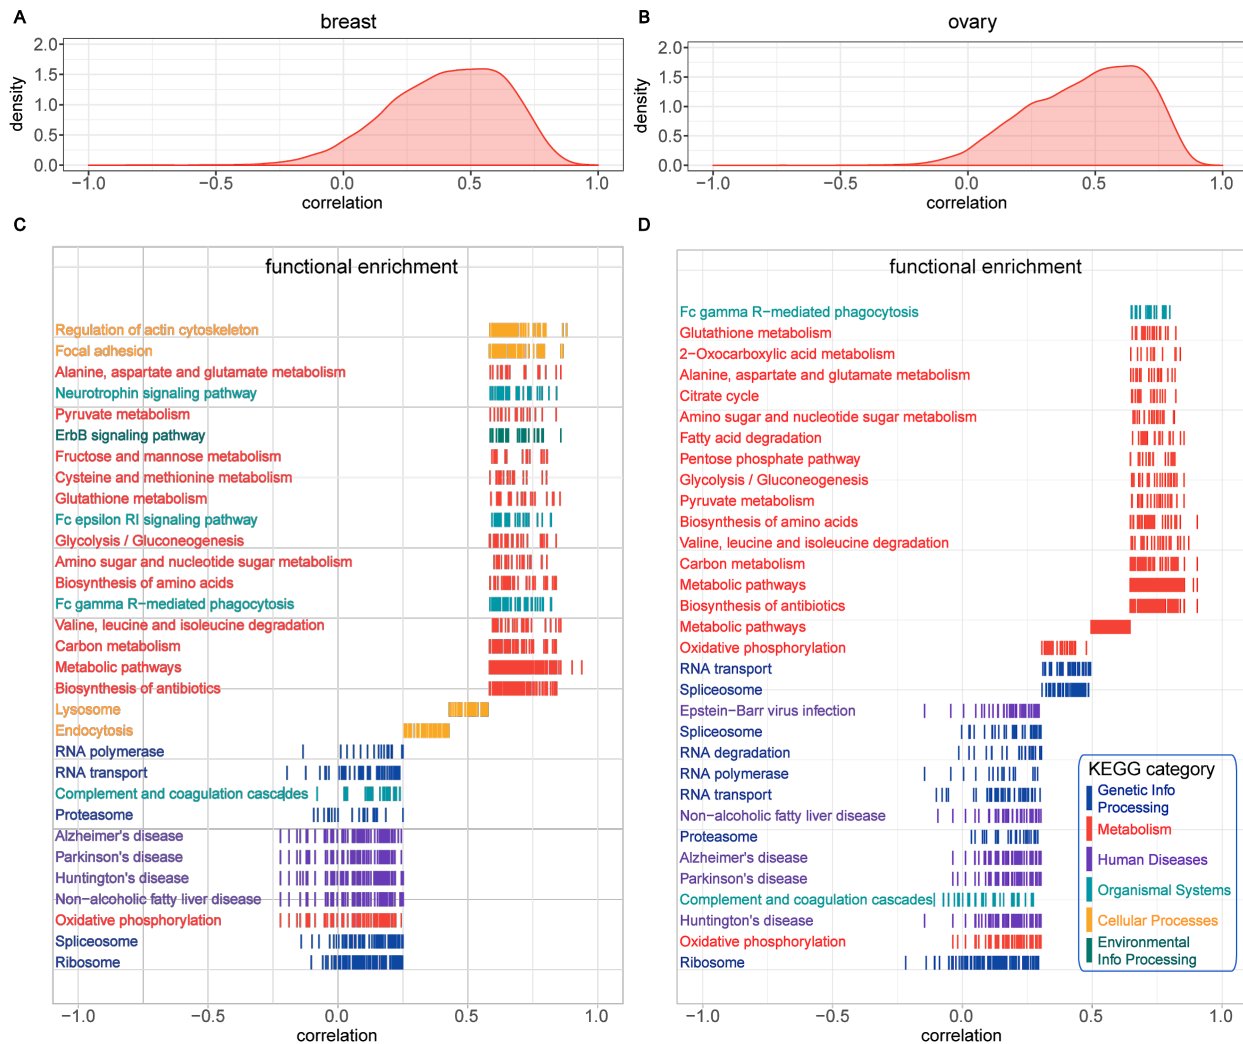 A
breast
2.0
1.5
1.0
0.5
0.0
density
−1.0
−0.5
0.0
0.5
1.0
correlation
B
ovary
2.0
1.5
1.0
0.5
0.0
density
−1.0
−0.5
0.0
0.5
1.0
correlation
C
functional enrichment
Regulation of actin cytoskeleton
Focal adhesion
Alanine, aspartate and glutamate metabolism
Neurotrophin signaling pathway
Pyruvate metabolism
ErbB signaling pathway
Fructose and mannose metabolism
Cysteine and methionine metabolism
Glutathione metabolism
Fc epsilon RI signaling pathway
Glycolysis / Gluconeogenesis
Amino sugar and nucleotide sugar metabolism
Biosynthesis of amino acids
Fc gamma R−mediated phagocytosis
Valine, leucine and isoleucine degradation
Carbon metabolism
Metabolic pathways
Biosynthesis of antibiotics
Lysosome
Endocytosis
RNA polymerase
RNA transport
Complement and coagulation cascades
Proteasome
Alzheimer's disease
Parkinson's disease
Huntington's disease
Non−alcoholic fatty liver disease
Oxidative phosphorylation
Spliceosome
Ribosome
−1.0
−0.5
0.0
0.5
1.0
correlation
D
functional enrichment
Fc gamma R−mediated phagocytosis
Glutathione metabolism
2−Oxocarboxylic acid metabolism
Alanine, aspartate and glutamate metabolism
Citrate cycle
Amino sugar and nucleotide sugar metabolism
Fatty acid degradation
Pentose phosphate pathway
Glycolysis / Gluconeogenesis
Pyruvate metabolism
Biosynthesis of amino acids
Valine, leucine and isoleucine degradation
Carbon metabolism
Metabolic pathways
Biosynthesis of antibiotics
Metabolic pathways
Oxidative phosphorylation
RNA transport
Spliceosome
Epstein−Barr virus infection
Spliceosome
RNA degradation
RNA polymerase
RNA transport
Non−alcoholic fatty liver disease
Proteasome
Alzheimer's disease
Parkinson's disease
Complement and coagulation cascades
Huntington's disease
Oxidative phosphorylation
Ribosome
−1.0
−0.5
0.0
0.5
1.0
correlation
KEGG category
Genetic Info
Processing
Metabolism
Human Diseases
Organismal Systems
Cellular Processes
Environmental
Info Processing